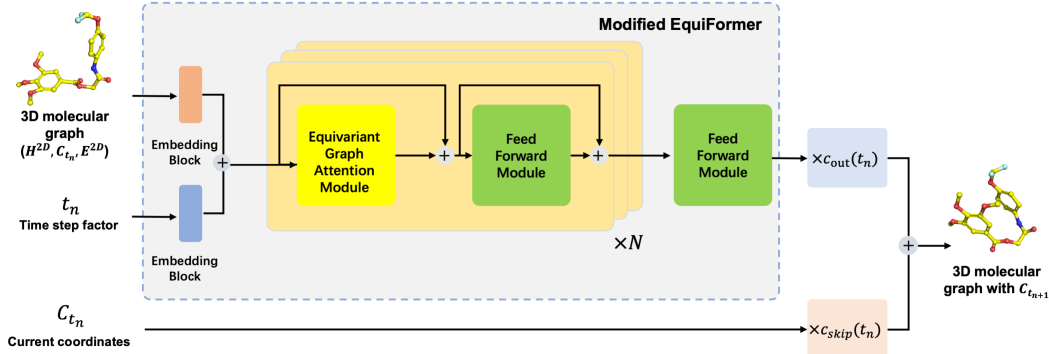 Modified EquiFormer
3D molecular
graph
(H^{2D}, C_{t_n}, E^{2D})
Embedding
Block
t_n
Time step factor
Embedding
Block
Equivariant
Graph
Attention
Module
+
Feed
Forward
Module
+
×N
Feed
Forward
Module
+
×c_{out}(t_n)
+
3D molecular
graph with C_{t_{n+1}}
C_{t_n}
Current coordinates
×c_{skip}(t_n)